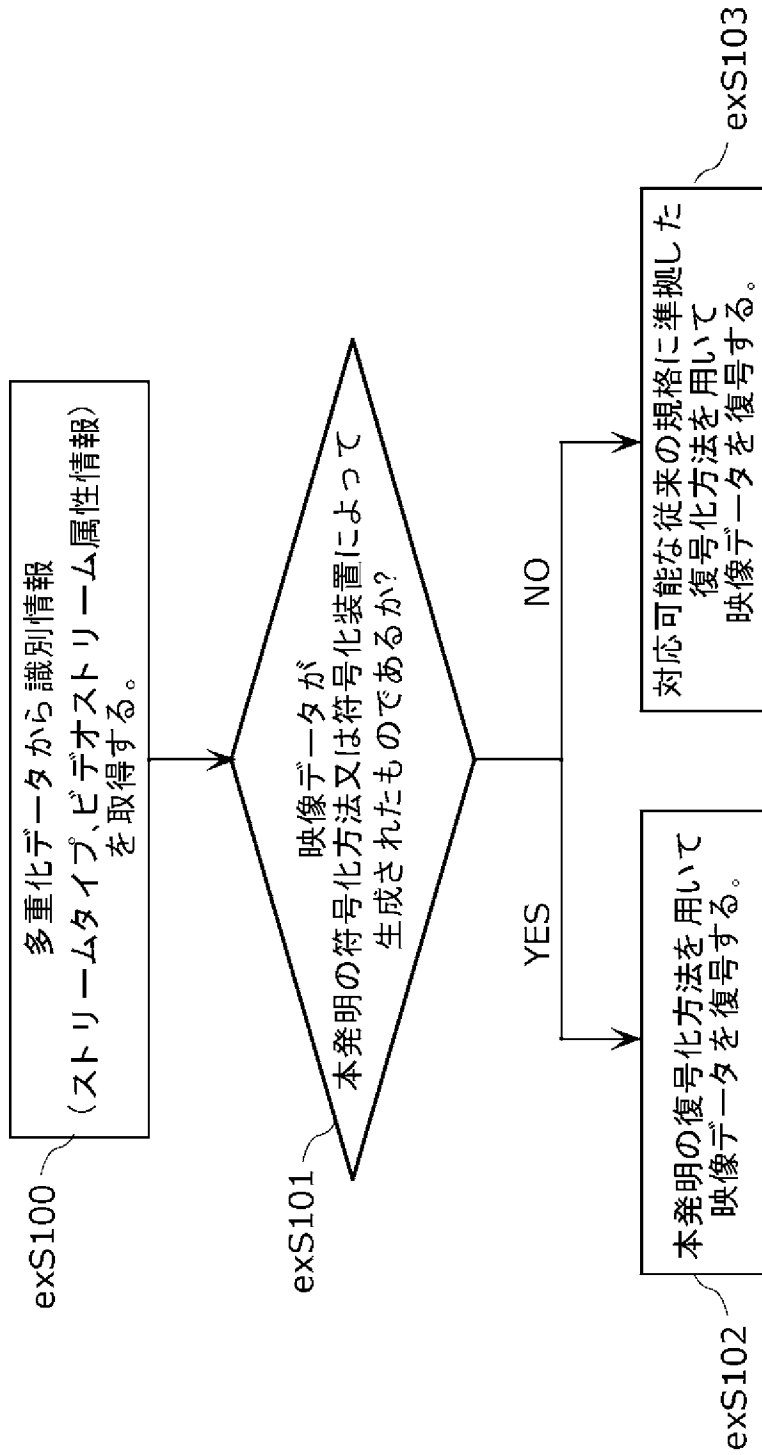 exS100
多重化データから識別情報
(ストリームタイプ、ビデオストリーム属性情報)
を取得する。
exS101
映像データが
本発明の符号化方法又は符号化装置によって
生成されたものであるか?
YES
NO
exS102
本発明の復号化方法を用いて
映像データを復号する。
対応可能な従来の規格に準拠した
復号化方法を用いて
映像データを復号する。
exS103